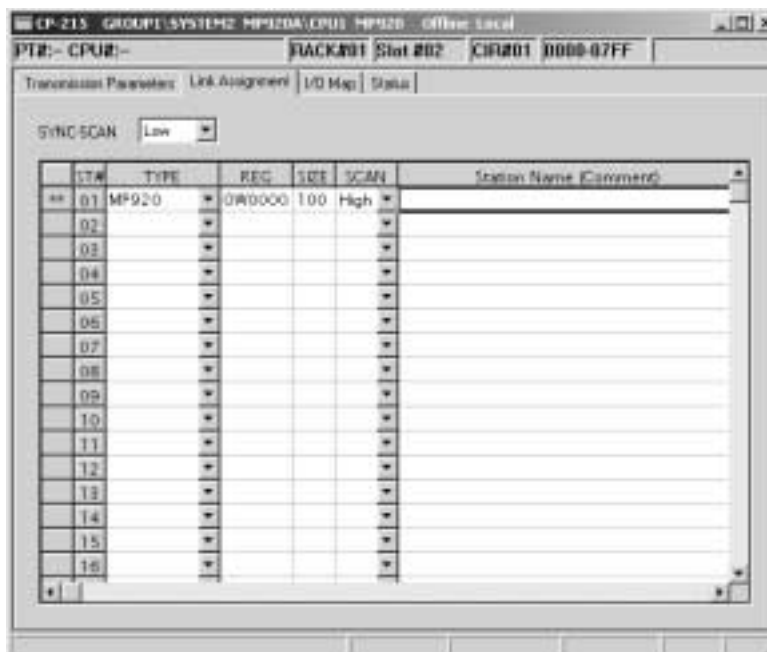 CP-215 GROUP1\SYSTEM2 MP920A\CPU1 MP920 Offline Local
PT#:- CPU#:- RACK#01 Slot #02 CIR#01 0000-07FF
Transmission Parameters Link Assignment I/O Map Status
SYNC-SCAN Low
ST# TYPE REG SIZE SCAN Station Name (Comment)
** 01 MP920 OW0000 100 High
02
03
04
05
06
07
08
09
10
11
12
13
14
15
16